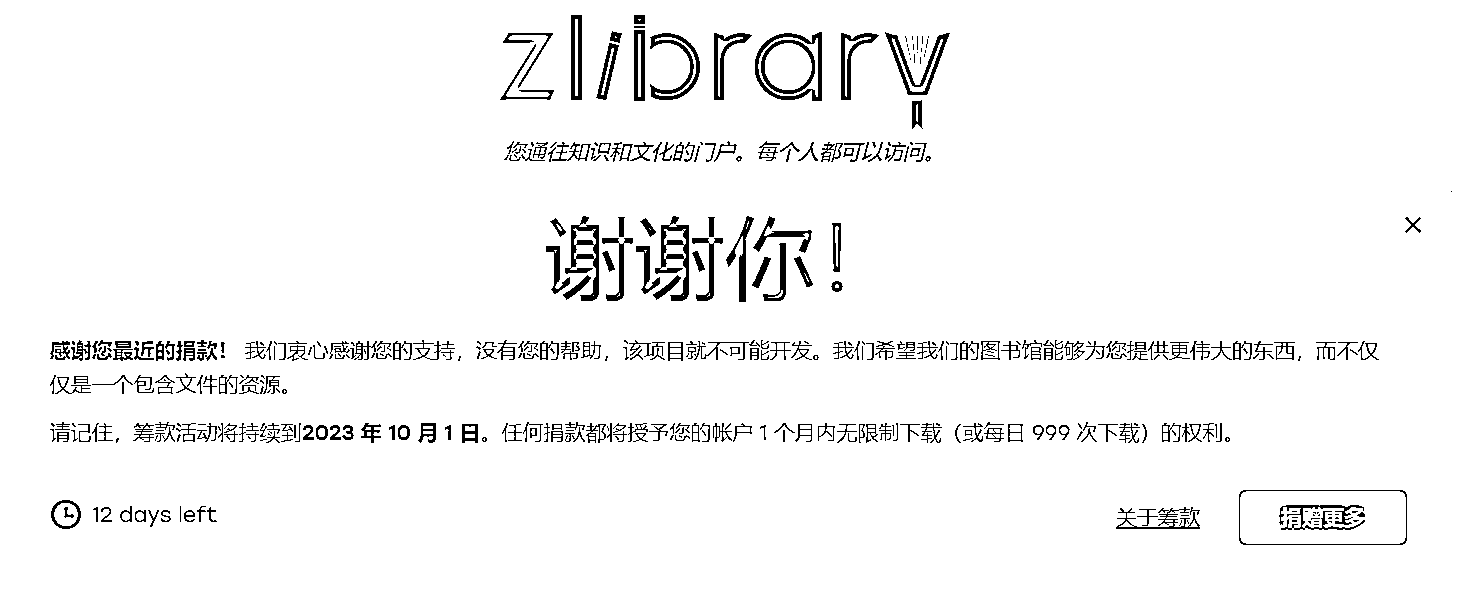 zlibrary
您通往知识和文化的门户。每个人都可以访问。
谢谢你!
感谢您最近的捐款! 我们衷心感谢您的支持，没有您的帮助，该项目就不可能开发。我们希望我们的图书馆能够为您提供更伟大的东西，而不仅
仅是一个包含文件的资源。
请记住，筹款活动将持续到2023 年 10 月 1 日。任何捐款都将授予您的帐户 1 个月内无限制下载（或每日 999 次下载）的权利。
12 days left
关于筹款
捐赠更多